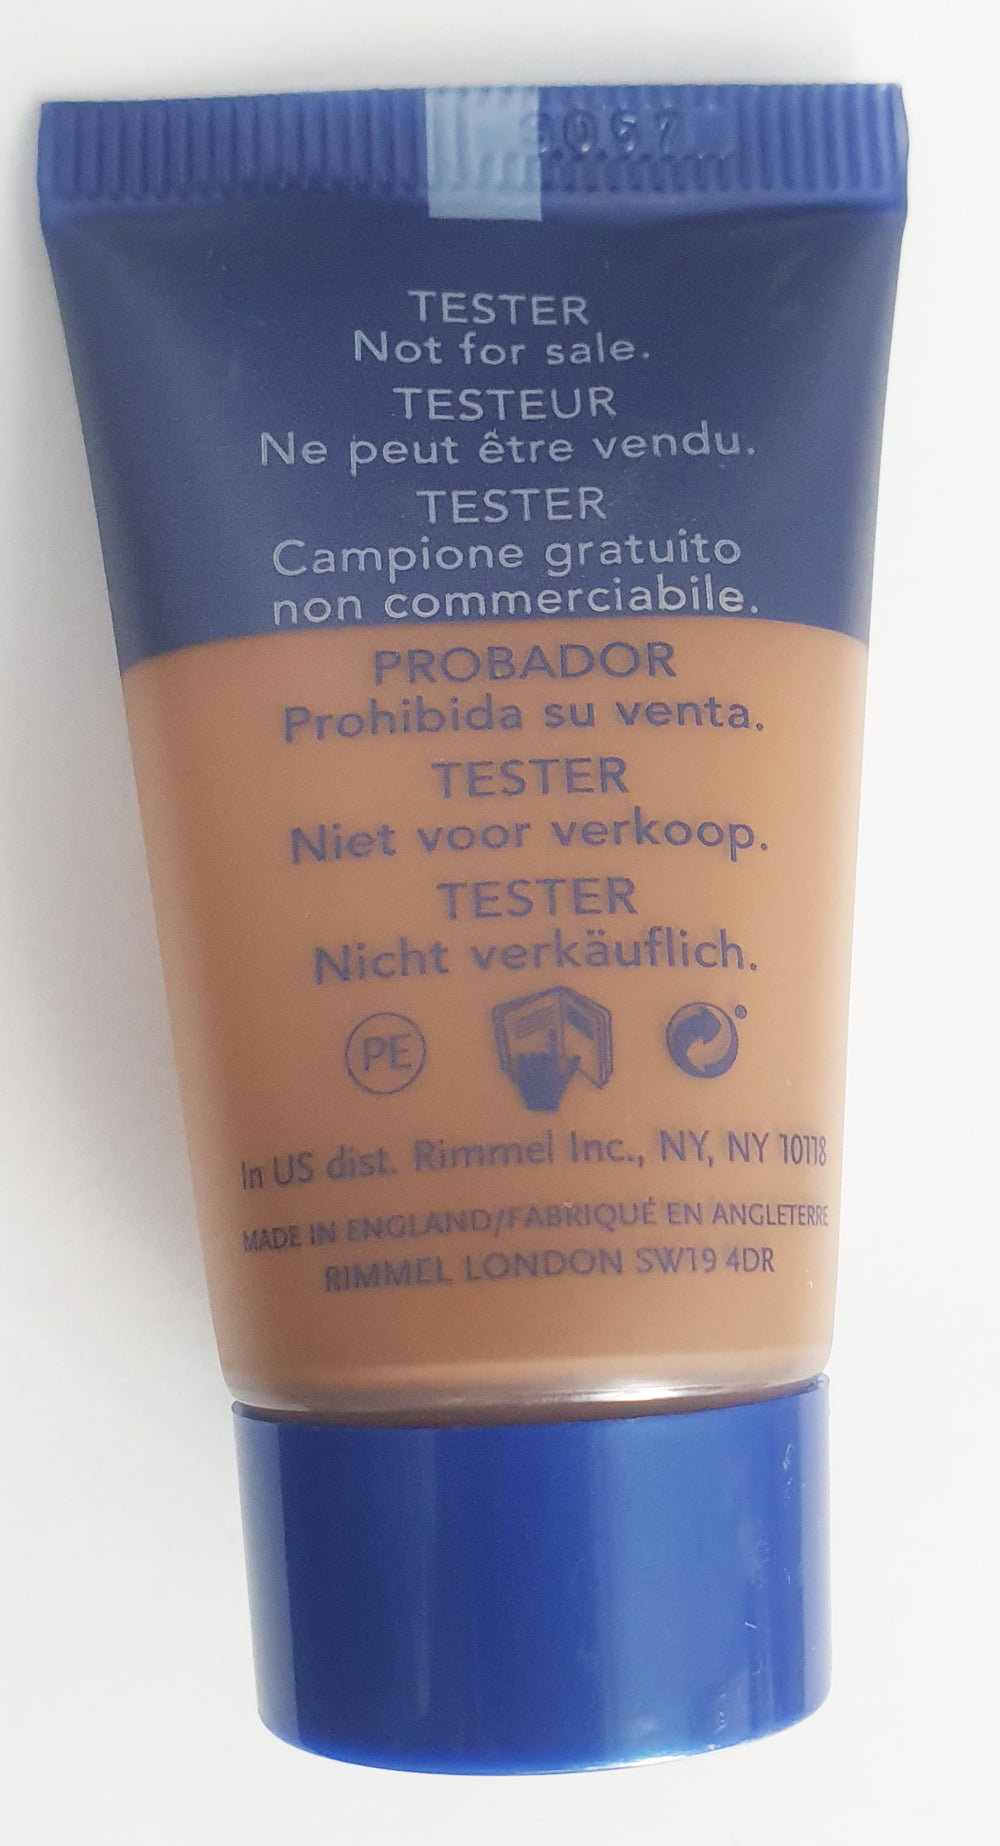 3067
TESTER
Not for sale.
TESTEUR
Ne peut être vendu.
TESTER
Campione gratuito
non commerciabile.
PROBADOR
Prohibida su venta.
TESTER
Niet voor verkoop.
TESTER
Nicht verkäuflich.
PE
In US dist. Rimmel Inc., NY, NY 10118
MADE IN ENGLAND/FABRIQUÉ EN ANGLETERRE
RIMMEL LONDON SW19 4DR